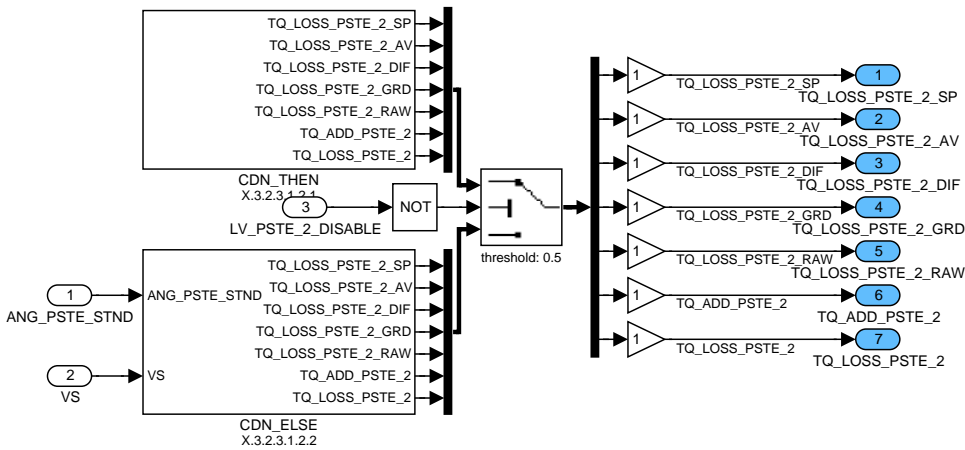 TQ_LOSS_PSTE_2_SP
TQ_LOSS_PSTE_2_AV
TQ_LOSS_PSTE_2_DIF
TQ_LOSS_PSTE_2_GRD
TQ_LOSS_PSTE_2_RAW
TQ_ADD_PSTE_2
TQ_LOSS_PSTE_2
CDN_THEN
X.3.2.3.1.2.1
3
LV_PSTE_2_DISABLE
NOT
threshold: 0.5
1
ANG_PSTE_STND
2
VS
ANG_PSTE_STND
VS
TQ_LOSS_PSTE_2_SP
TQ_LOSS_PSTE_2_AV
TQ_LOSS_PSTE_2_DIF
TQ_LOSS_PSTE_2_GRD
TQ_LOSS_PSTE_2_RAW
TQ_ADD_PSTE_2
TQ_LOSS_PSTE_2
CDN_ELSE
X.3.2.3.1.2.2
1
TQ_LOSS_PSTE_2_SP
1
TQ_LOSS_PSTE_2_SP
1
TQ_LOSS_PSTE_2_AV
2
TQ_LOSS_PSTE_2_AV
1
TQ_LOSS_PSTE_2_DIF
3
TQ_LOSS_PSTE_2_DIF
1
TQ_LOSS_PSTE_2_GRD
4
TQ_LOSS_PSTE_2_GRD
1
TQ_LOSS_PSTE_2_RAW
5
TQ_LOSS_PSTE_2_RAW
1
TQ_ADD_PSTE_2
6
TQ_ADD_PSTE_2
1
TQ_LOSS_PSTE_2
7
TQ_LOSS_PSTE_2